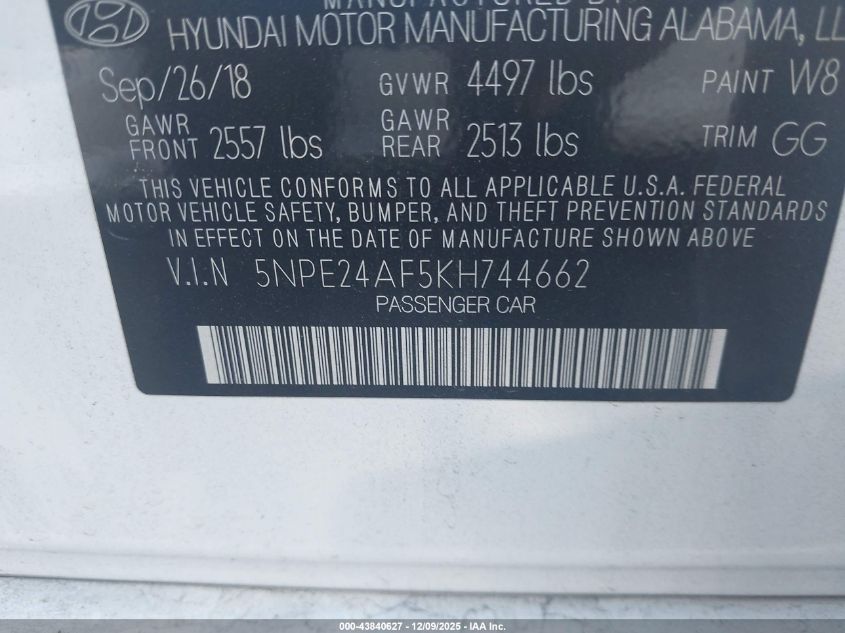 MANUFACTURED BY
HYUNDAI MOTOR MANUFACTURING ALABAMA, LL
Sep/26/18 GVWR 4497 lbs PAINT W8
GAWR FRONT 2557 lbs GAWR REAR 2513 lbs TRIM GG
THIS VEHICLE CONFORMS TO ALL APPLICABLE U.S.A. FEDERAL
MOTOR VEHICLE SAFETY, BUMPER, AND THEFT PREVENTION STANDARDS
IN EFFECT ON THE DATE OF MANUFACTURE SHOWN ABOVE
V.I.N 5NPE24AF5KH744662
PASSENGER CAR
000-43840627 - 12/09/2025 - IAA Inc.